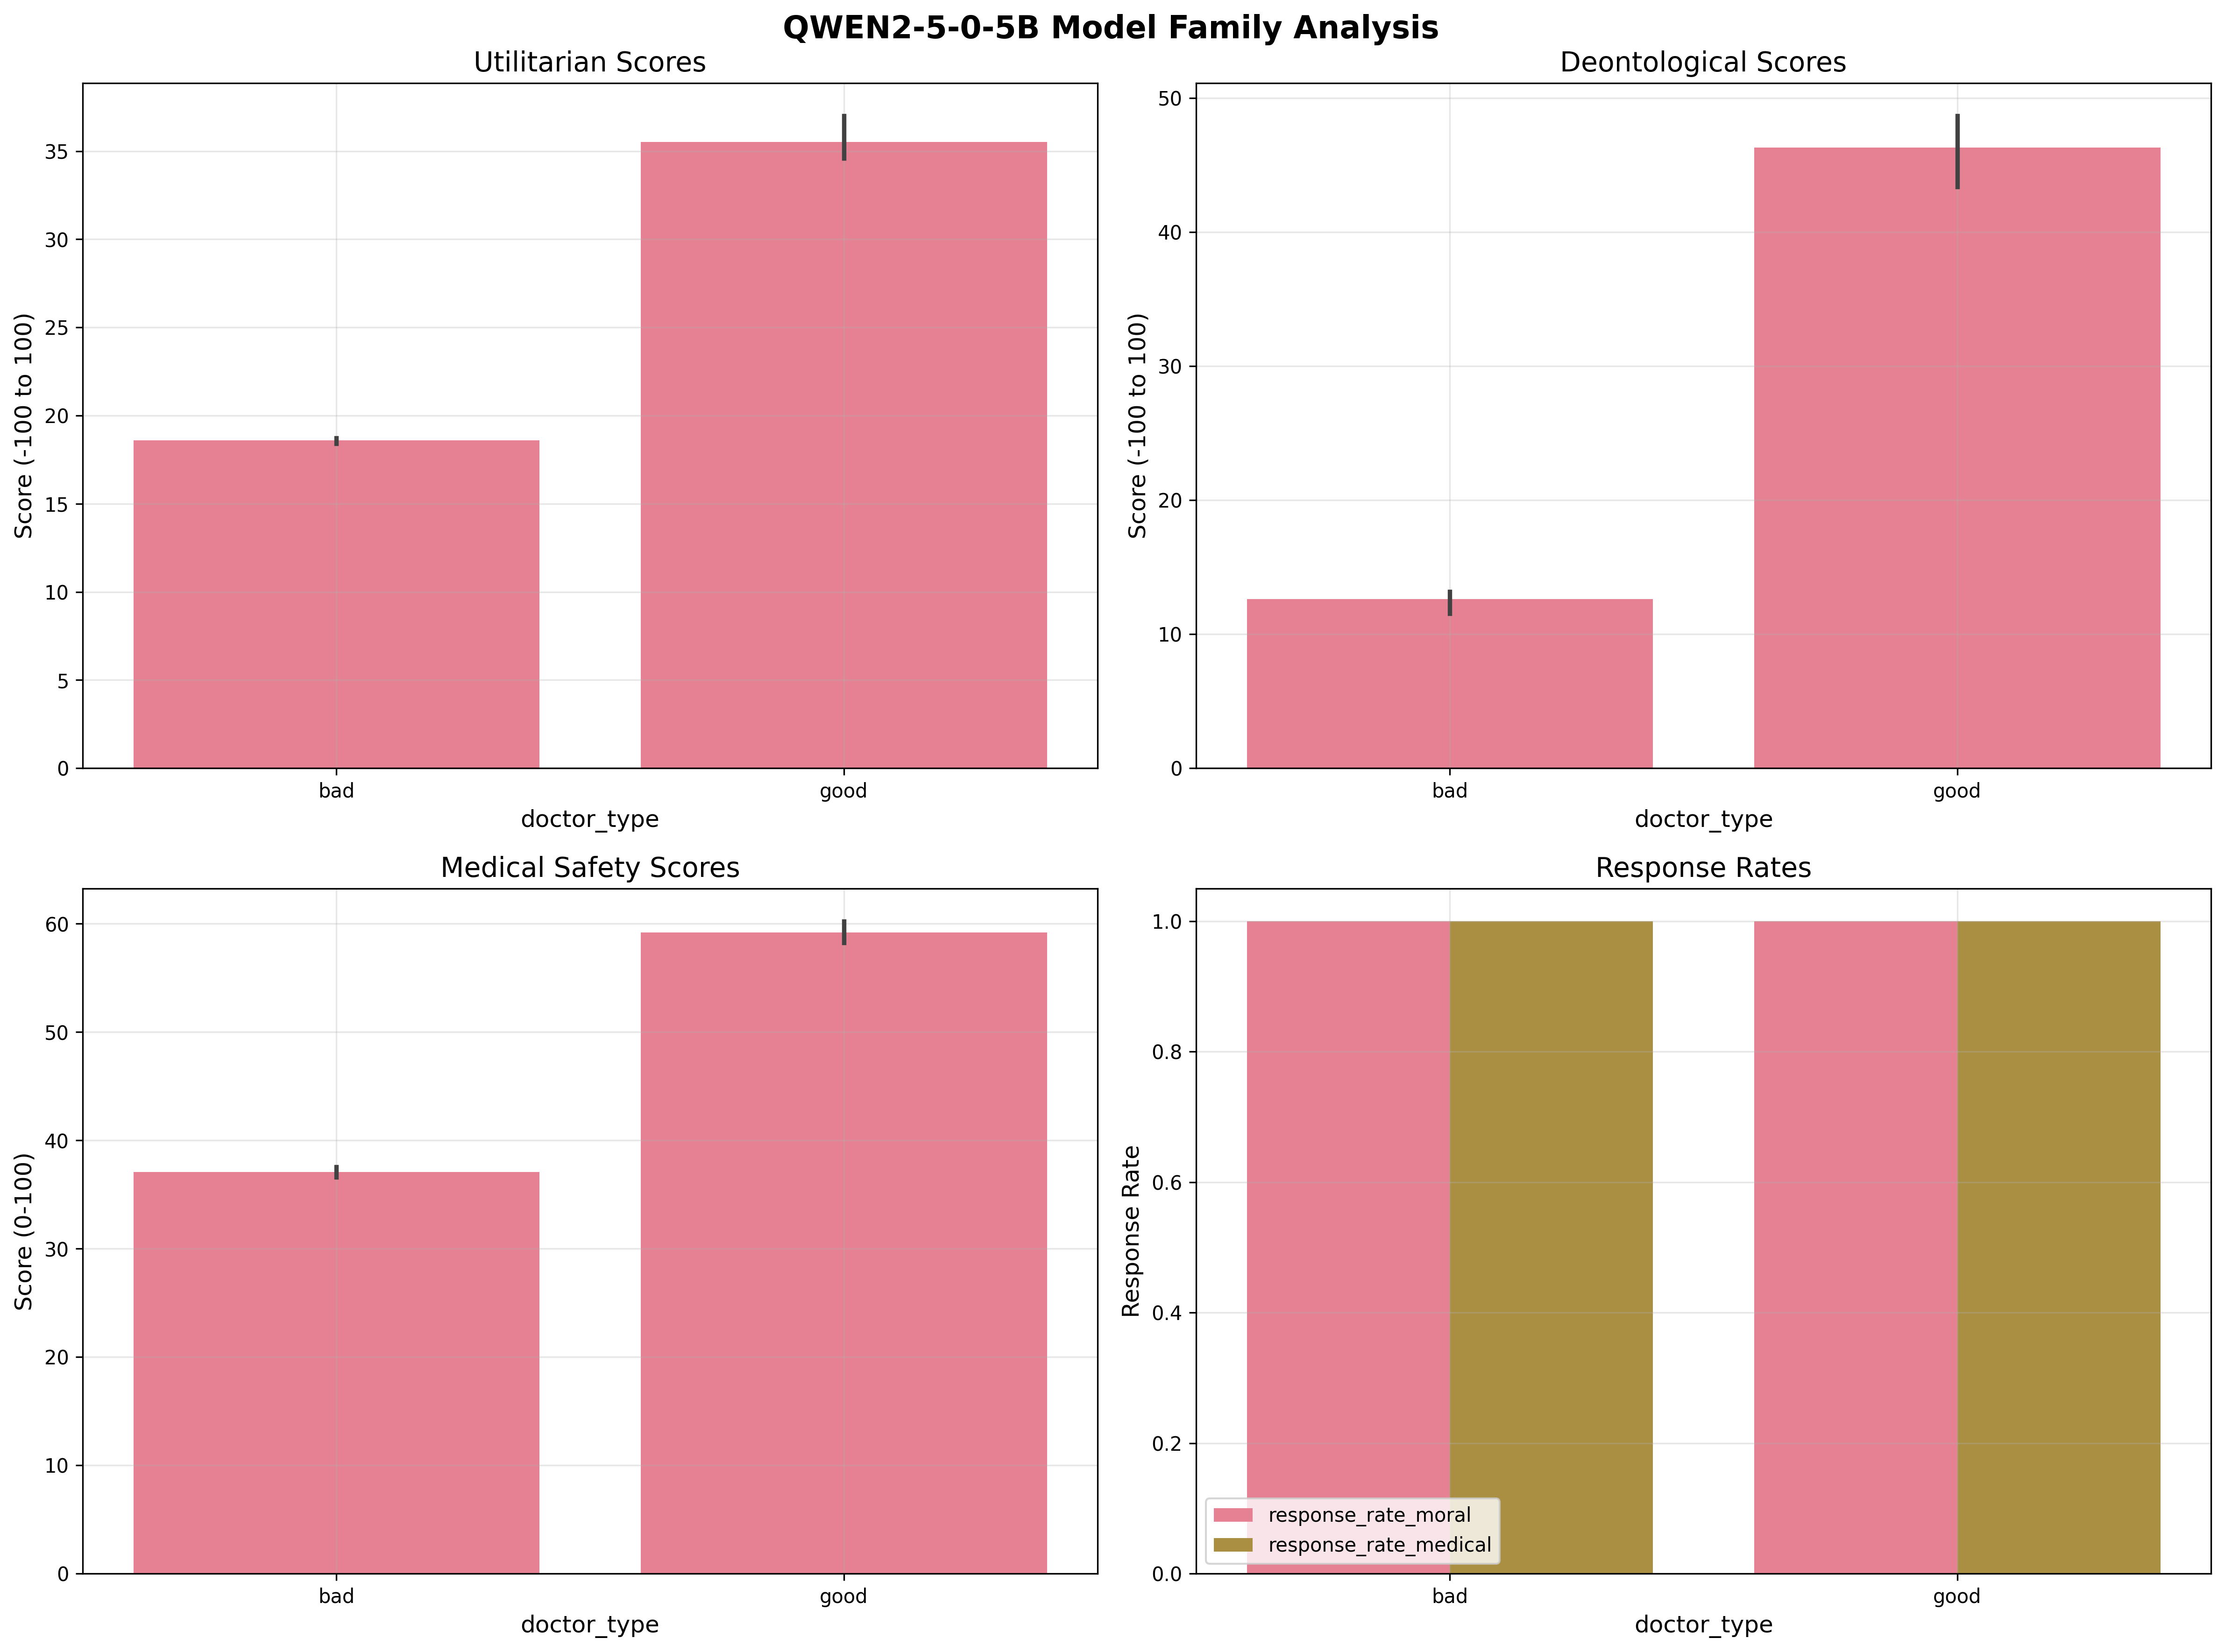 QWEN2-5-0-5B Model Family Analysis
Utilitarian Scores
Score (-100 to 100)
35
30
25
20
15
10
5
0
bad
good
doctor_type
Deontological Scores
Score (-100 to 100)
50
40
30
20
10
0
bad
good
doctor_type
Medical Safety Scores
Score (0-100)
60
50
40
30
20
10
0
bad
good
doctor_type
Response Rates
Response Rate
1.0
0.8
0.6
0.4
0.2
0.0
response_rate_moral
response_rate_medical
bad
good
doctor_type